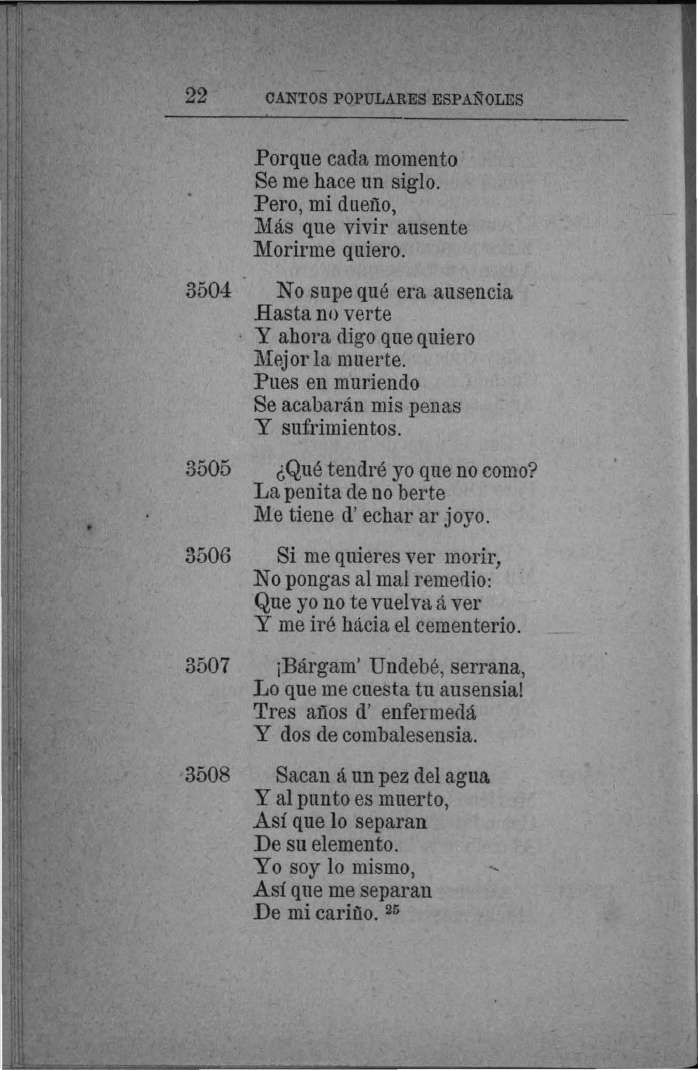 22 CANTOS POPULARES ESPAÑOLES
Porque cada momento
Se me hace un siglo.
Pero, mi dueño,
Más que vivir ausente
Morirme quiero.
3504 No supe qué era ausencia
Hasta no verte
Y ahora digo que quiero
Mejor la muerte.
Pues en muriendo
Se acabarán mis penas
Y sufrimientos.
3505 ¿Qué tendré yo que no como?
La penita de no berte
Me tiene d' echar ar joyo.
3506 Si me quieres ver morir,
No pongas al mal remedio:
Que yo no te vuelva á ver
Y me iré hácia el cementerio.
3507 ¡Bárgam' Undebé, serrana,
Lo que me cuesta tu ausensia!
Tres años d' enfermedá
Y dos de combalesensia.
3508 Sacan á un pez del agua
Y al punto es muerto,
Así que lo separan
De su elemento.
Yo soy lo mismo,
Así que me separan
De mi cariño. 25